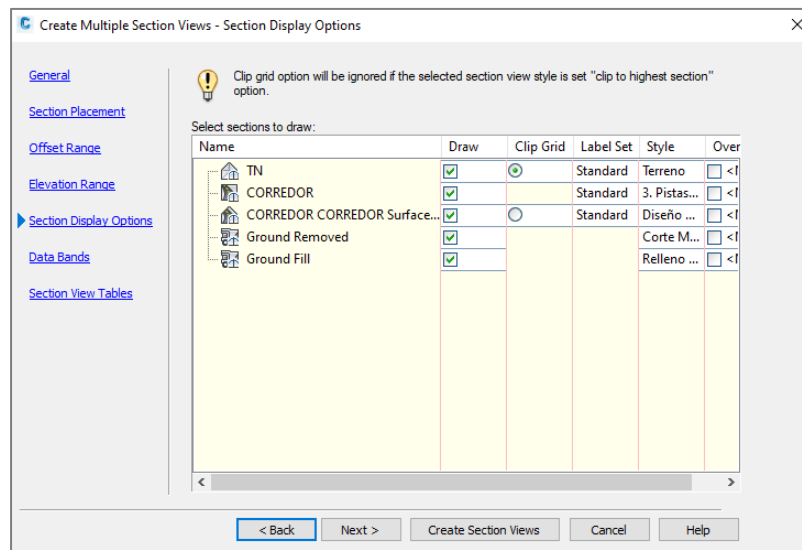 Create Multiple Section Views - Section Display Options
General
Section Placement
Offset Range
Elevation Range
Section Display Options
Data Bands
Section View Tables
Clip grid option will be ignored if the selected section view style is set "clip to highest section"
option.
Select sections to draw:
Name Draw Clip Grid Label Set Style Over
TN Standard Terreno <N
CORREDOR Standard 3. Pistas... <N
CORREDOR CORREDOR Surface... Standard Diseño ... <N
Ground Removed Corte M... <N
Ground Fill Relleno ... <N
< Back Next > Create Section Views Cancel Help